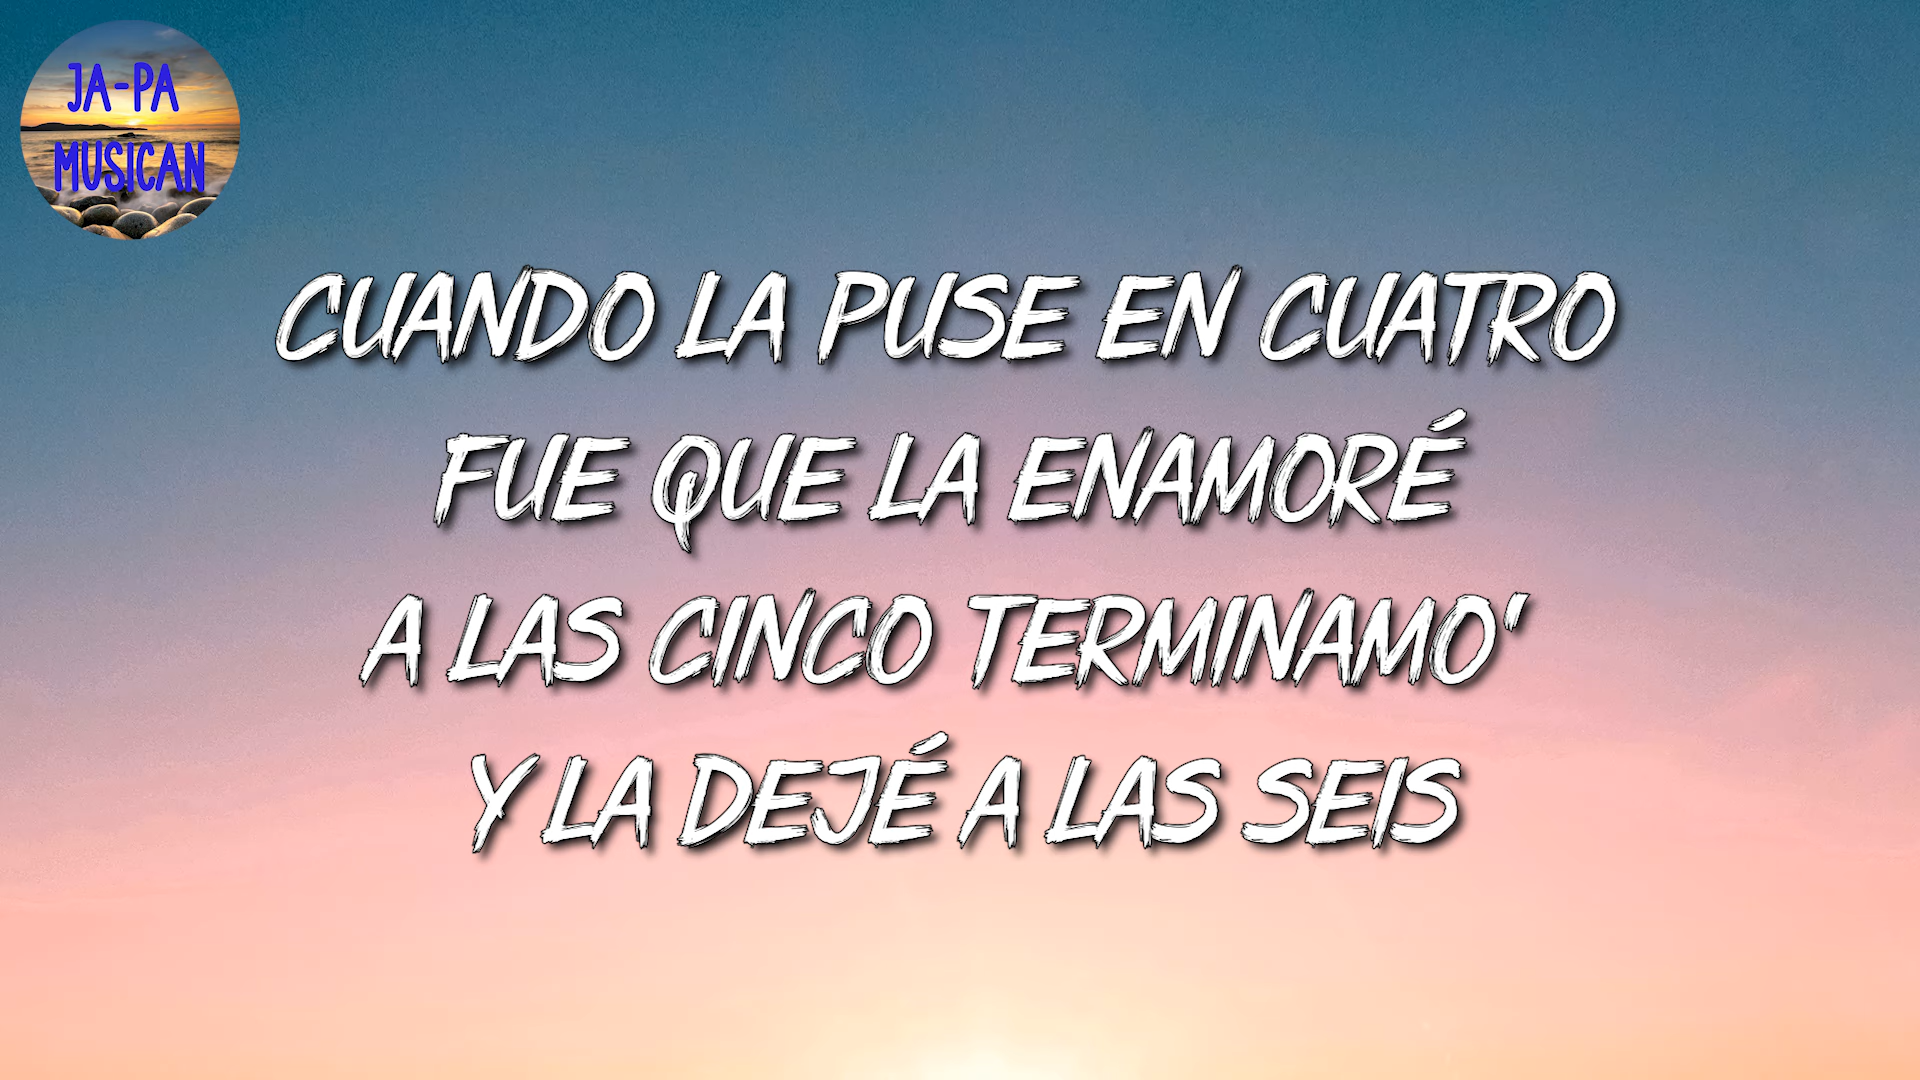 JA-PA
MUSICAN
CUANDO LA PUSE EN CUATRO
FUE QUE LA ENAMORÉ
A LAS CINCO TERMINAMO'
Y LA DEJÉ A LAS SEIS